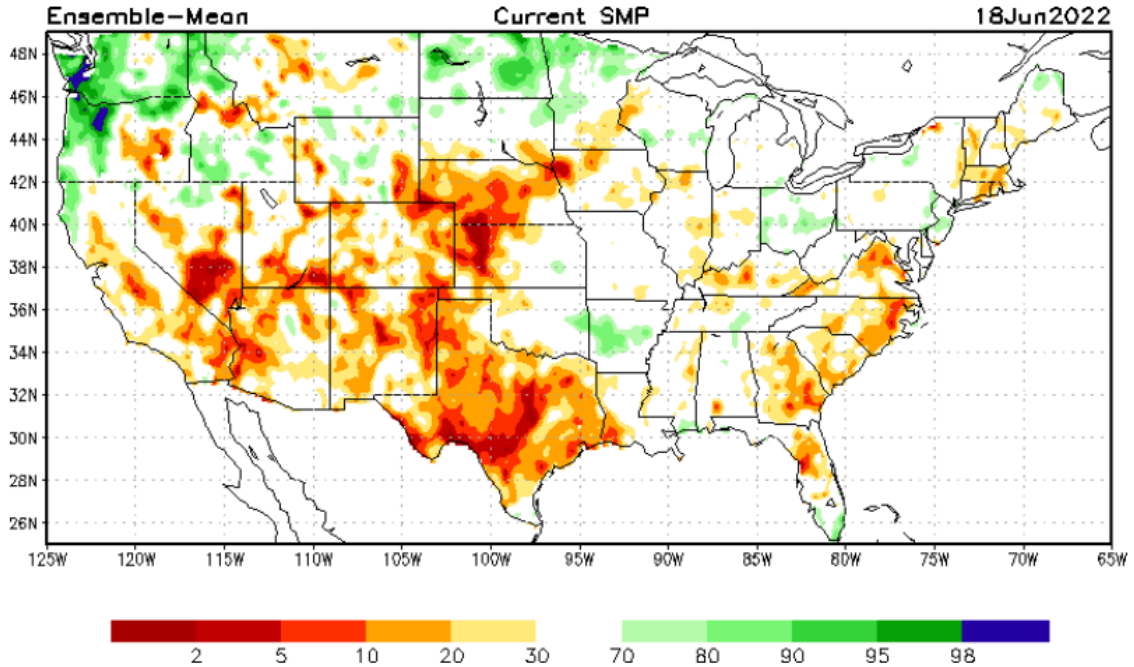 Ensemble-Mean Current SMP 18Jun2022
48N
46N
44N
42N
40N
38N
36N
34N
32N
30N
28N
26N
125W 120W 115W 110W 105W 100W 95W 90W 85W 80W 75W 70W 65W
2 5 10 20 30 70 80 90 95 98